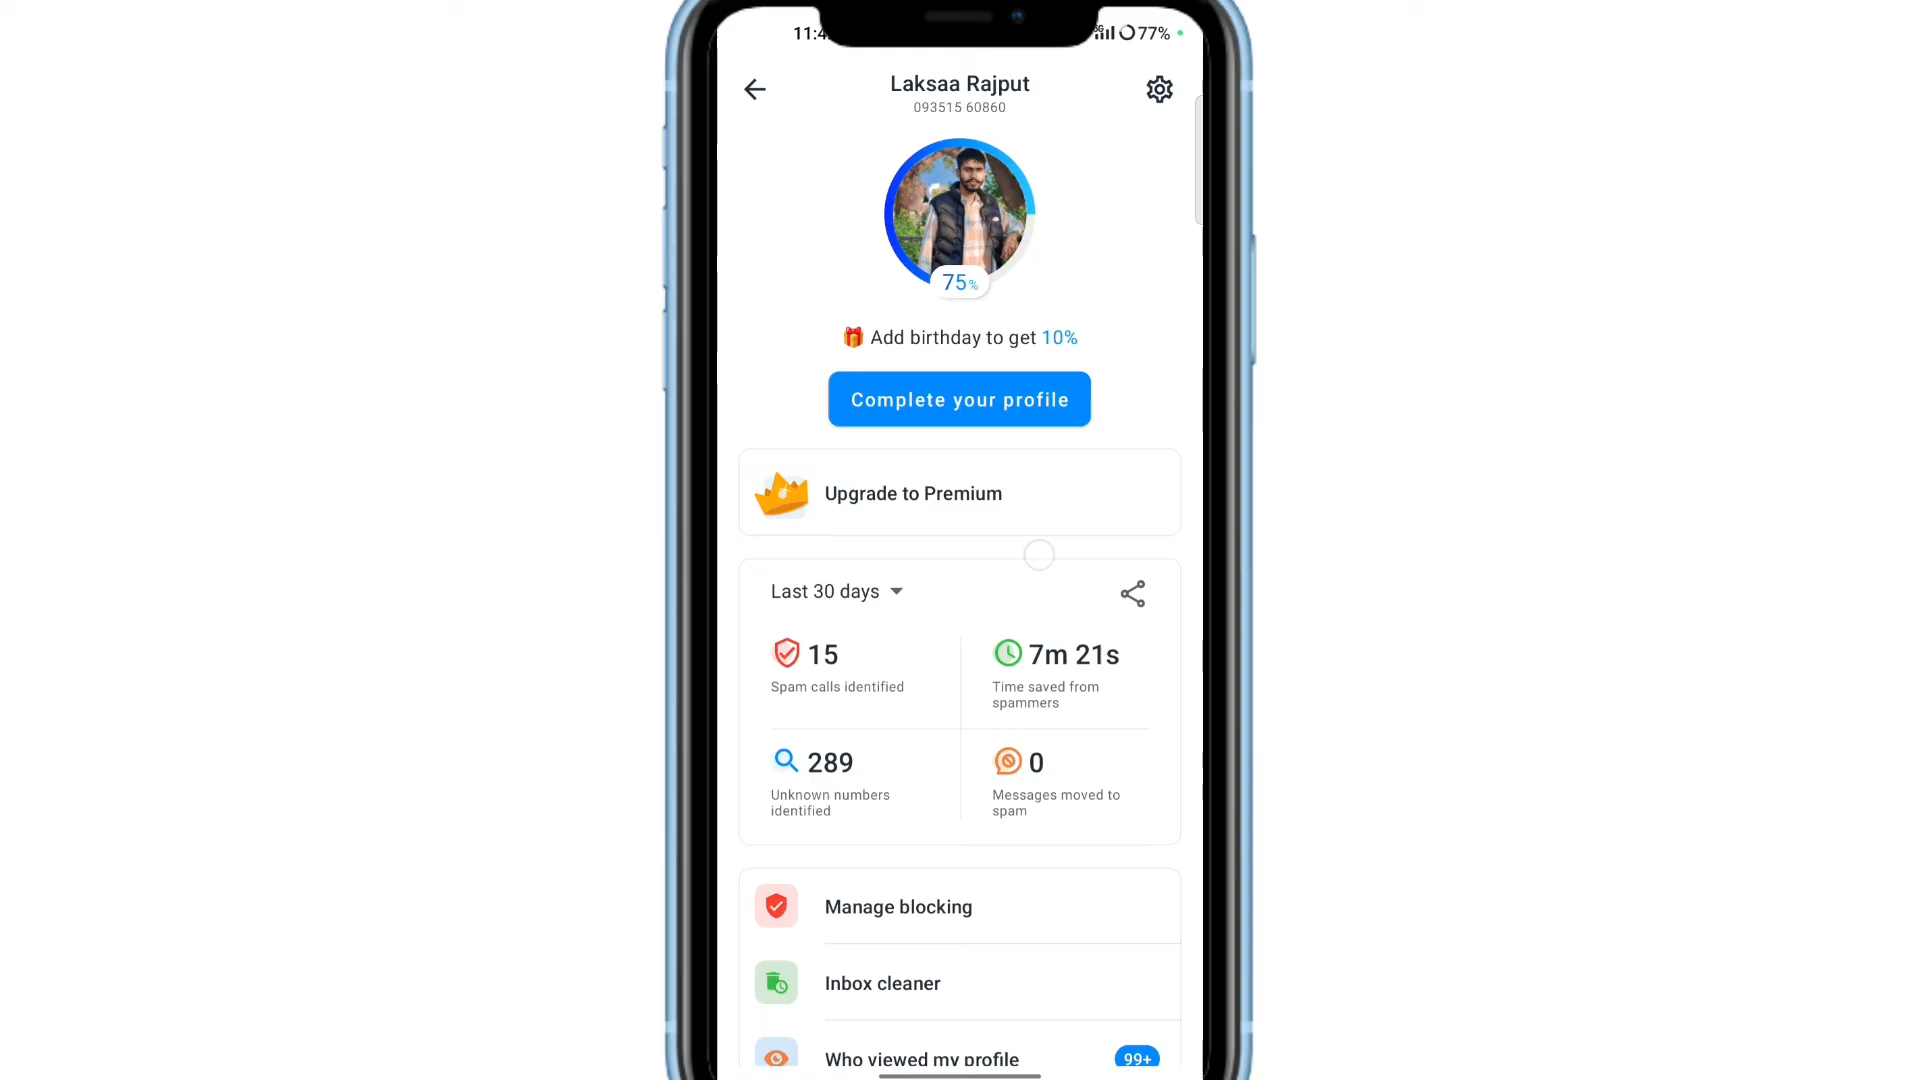 11:4
5G 77%
Laksaa Rajput
093515 60860
75%
Add birthday to get 10%
Complete your profile
Upgrade to Premium
Last 30 days
15
Spam calls identified
7m 21s
Time saved from
spammers
289
Unknown numbers
identified
0
Messages moved to
spam
Manage blocking
Inbox cleaner
Who viewed my profile
99+